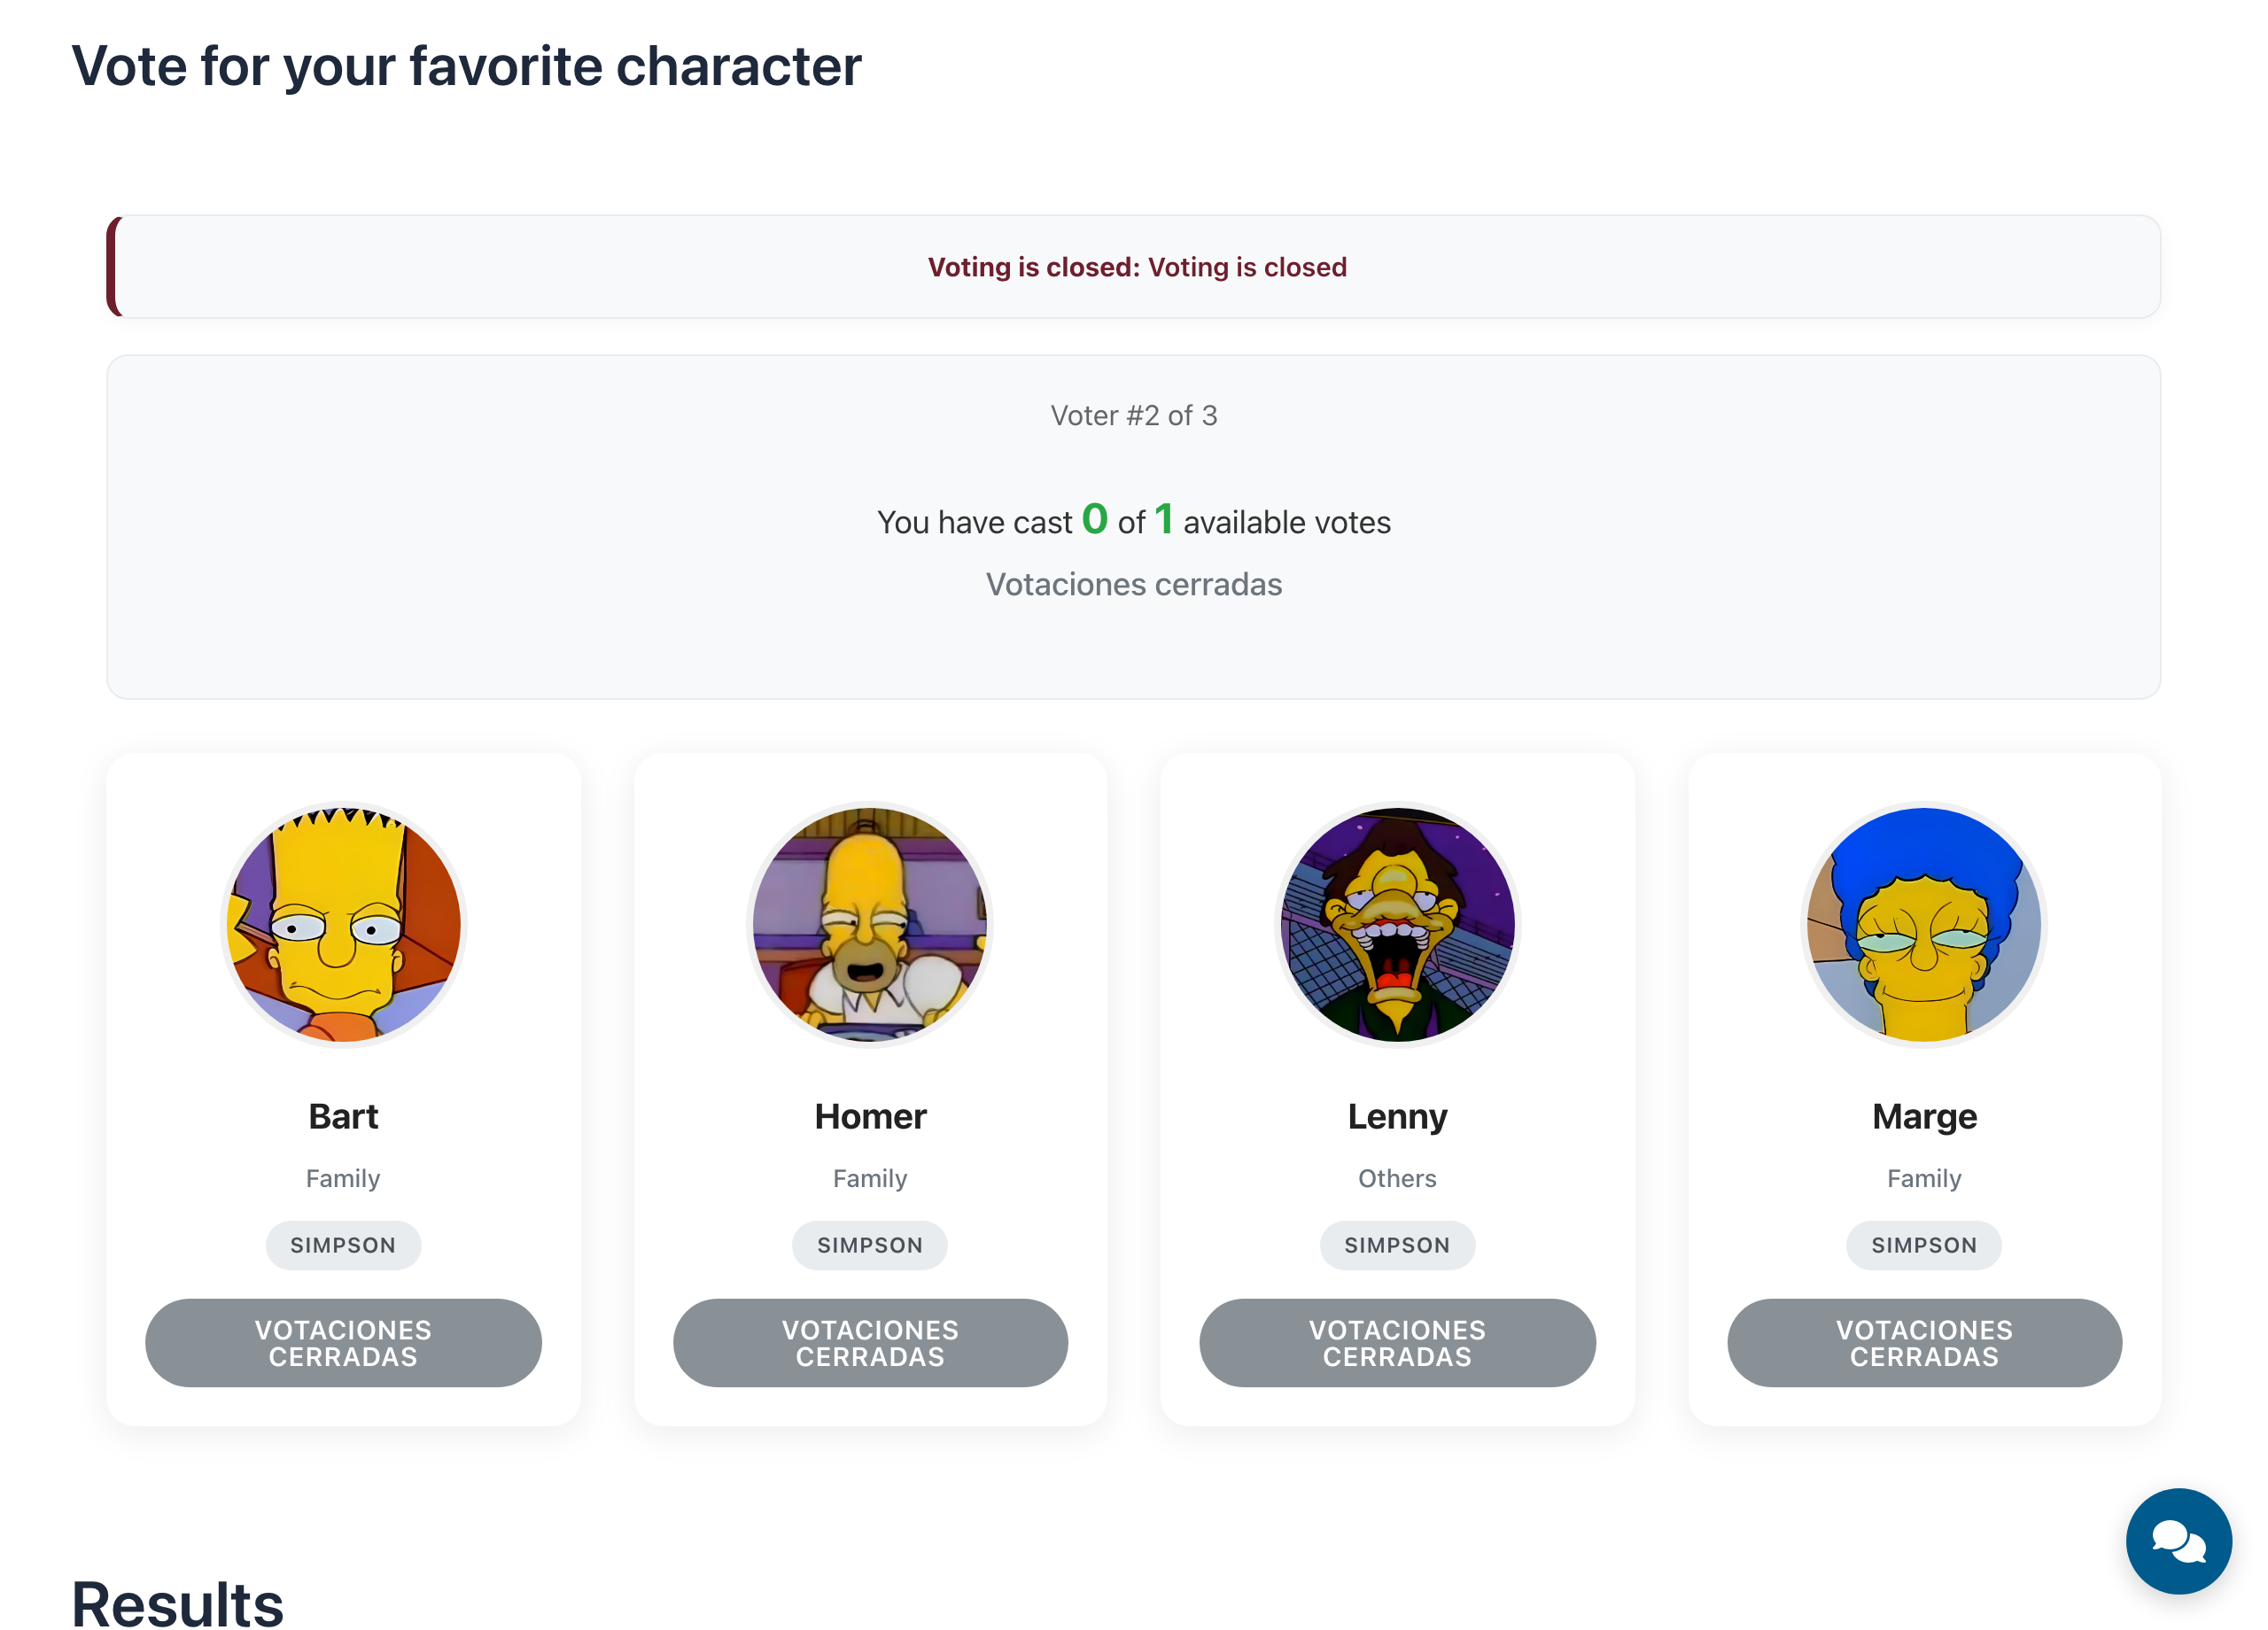 Vote for your favorite character
Voting is closed: Voting is closed
Voter #2 of 3
You have cast 0 of 1 available votes
Votaciones cerradas
Bart
Family
SIMPSON
VOTACIONES
CERRADAS
Homer
Family
SIMPSON
VOTACIONES
CERRADAS
Lenny
Others
SIMPSON
VOTACIONES
CERRADAS
Marge
Family
SIMPSON
VOTACIONES
CERRADAS
Results